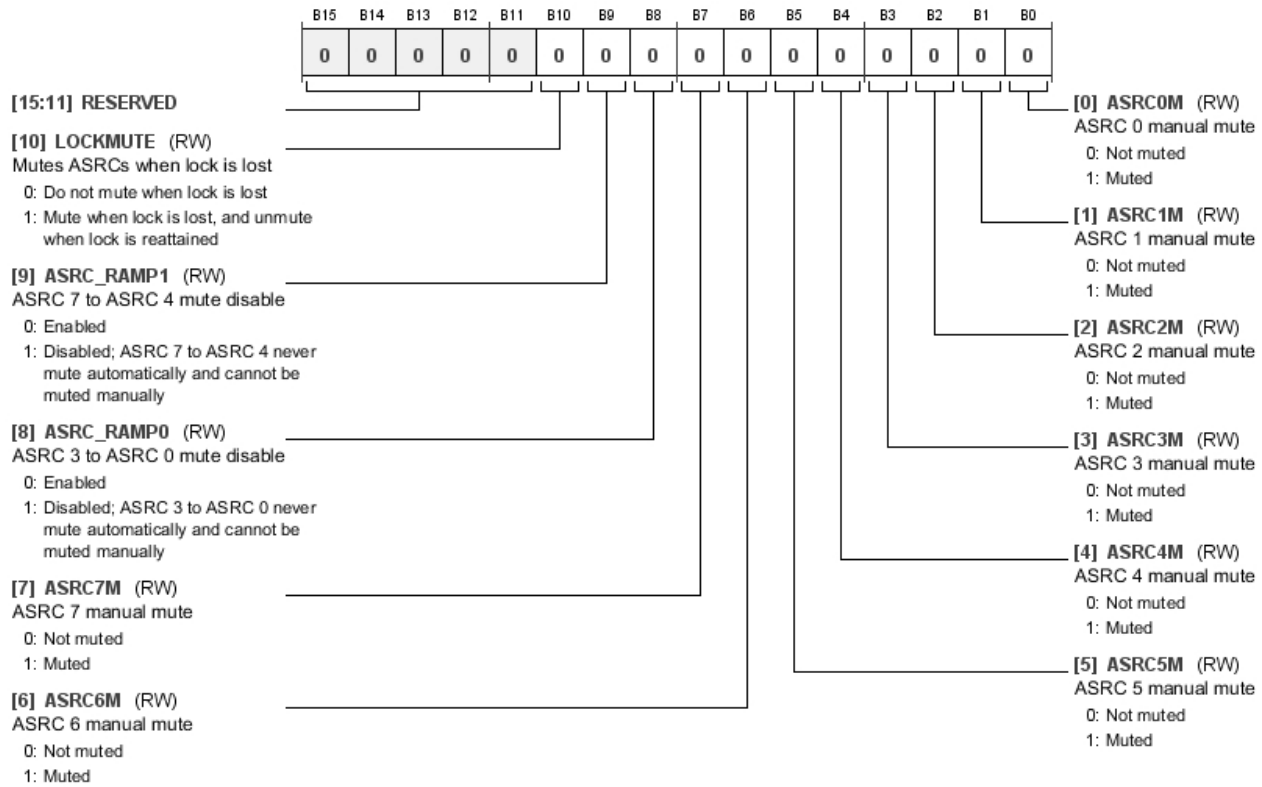 B15 B14 B13 B12 B11 B10 B9 B8 B7 B6 B5 B4 B3 B2 B1 B0
0 0 0 0 0 0 0 0 0 0 0 0 0 0 0 0
[15:11] RESERVED
[10] LOCKMUTE (RW)
Mutes ASRCs when lock is lost
0: Do not mute when lock is lost
1: Mute when lock is lost, and unmute
when lock is reattained
[9] ASRC_RAMP1 (RW)
ASRC 7 to ASRC 4 mute disable
0: Enabled
1: Disabled; ASRC 7 to ASRC 4 never
mute automatically and cannot be
muted manually
[8] ASRC_RAMP0 (RW)
ASRC 3 to ASRC 0 mute disable
0: Enabled
1: Disabled; ASRC 3 to ASRC 0 never
mute automatically and cannot be
muted manually
[7] ASRC7M (RW)
ASRC 7 manual mute
0: Not muted
1: Muted
[6] ASRC6M (RW)
ASRC 6 manual mute
0: Not muted
1: Muted
[0] ASRC0M (RW)
ASRC 0 manual mute
0: Not muted
1: Muted
[1] ASRC1M (RW)
ASRC 1 manual mute
0: Not muted
1: Muted
[2] ASRC2M (RW)
ASRC 2 manual mute
0: Not muted
1: Muted
[3] ASRC3M (RW)
ASRC 3 manual mute
0: Not muted
1: Muted
[4] ASRC4M (RW)
ASRC 4 manual mute
0: Not muted
1: Muted
[5] ASRC5M (RW)
ASRC 5 manual mute
0: Not muted
1: Muted